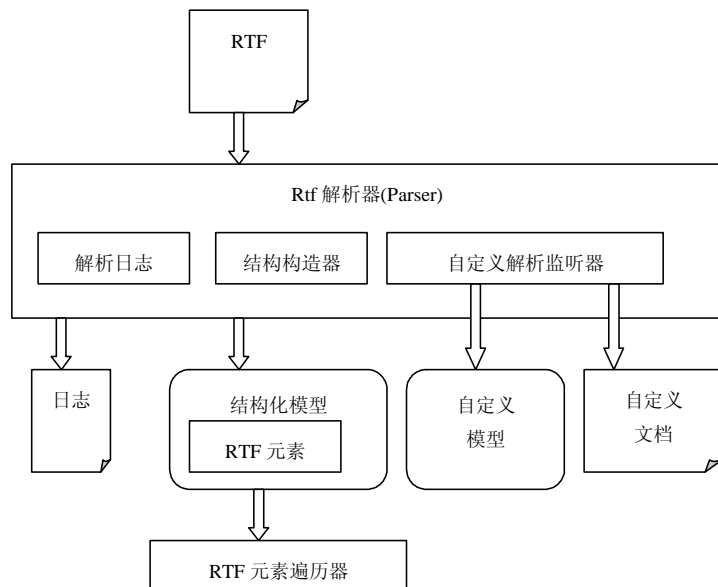 RTF
Rtf 解析器(Parser)
解析日志
结构构造器
自定义解析监听器
日志
结构化模型
RTF 元素
自定义
模型
自定义
文档
RTF 元素遍历器